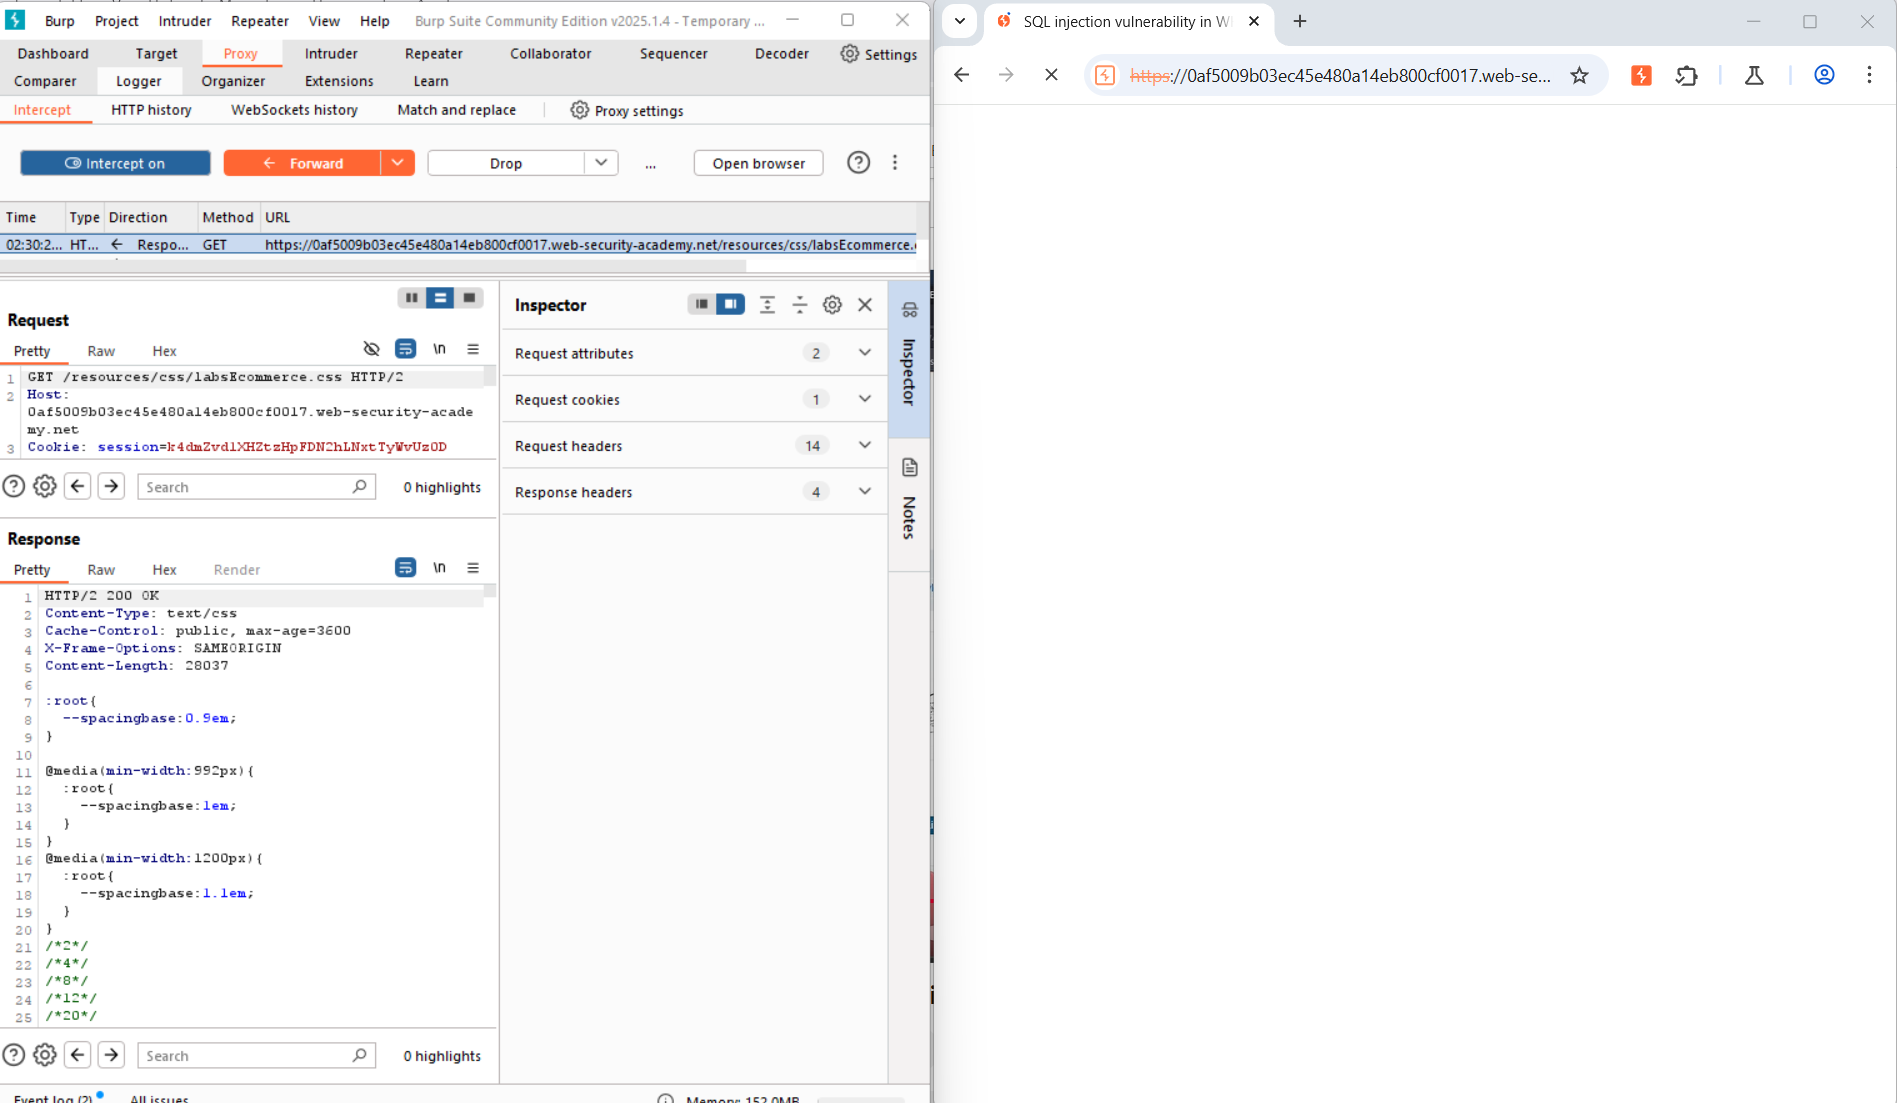 Burp Project Intruder Repeater View Help Burp Suite Community Edition v2025.1.4 - Temporary ...
Dashboard Target Proxy Intruder Repeater Collaborator Sequencer Decoder Settings
Comparer Logger Organizer Extensions Learn
Intercept HTTP history WebSockets history Match and replace Proxy settings
Intercept on Forward Drop ... Open browser
Time Type Direction Method URL
02:30:2... HT... Respo... GET https://0af5009b03ec45e480a14eb800cf0017.web-security-academy.net/resources/css/labsEcommerce.
Request
Pretty Raw Hex \n
1 GET /resources/css/labsEcommerce.css HTTP/2
2 Host:
0af5009b03ec45e480a14eb800cf0017.web-security-acade
my.net
3 Cookie: session=k4dmZvdlXHZtzHpFDN2hLNxtTyWvUz0D
Search 0 highlights
Response
Pretty Raw Hex Render \n
1 HTTP/2 200 OK
2 Content-Type: text/css
3 Cache-Control: public, max-age=3600
4 X-Frame-Options: SAMEORIGIN
5 Content-Length: 28037
6
7 :root{
8 --spacingbase:0.9em;
9 }
10
11 @media(min-width:992px){
12 :root{
13 --spacingbase:1em;
14 }
15 }
16 @media(min-width:1200px){
17 :root{
18 --spacingbase:1.1em;
19 }
20 }
21 /*2*/
22 /*4*/
23 /*8*/
24 /*12*/
25 /*20*/
Search 0 highlights
Event log (2) All issues Memory: 152.0MB
Inspector
Request attributes 2
Request cookies 1
Request headers 14
Response headers 4
Inspector
Notes
SQL injection vulnerability in W
https://0af5009b03ec45e480a14eb800cf0017.web-se...